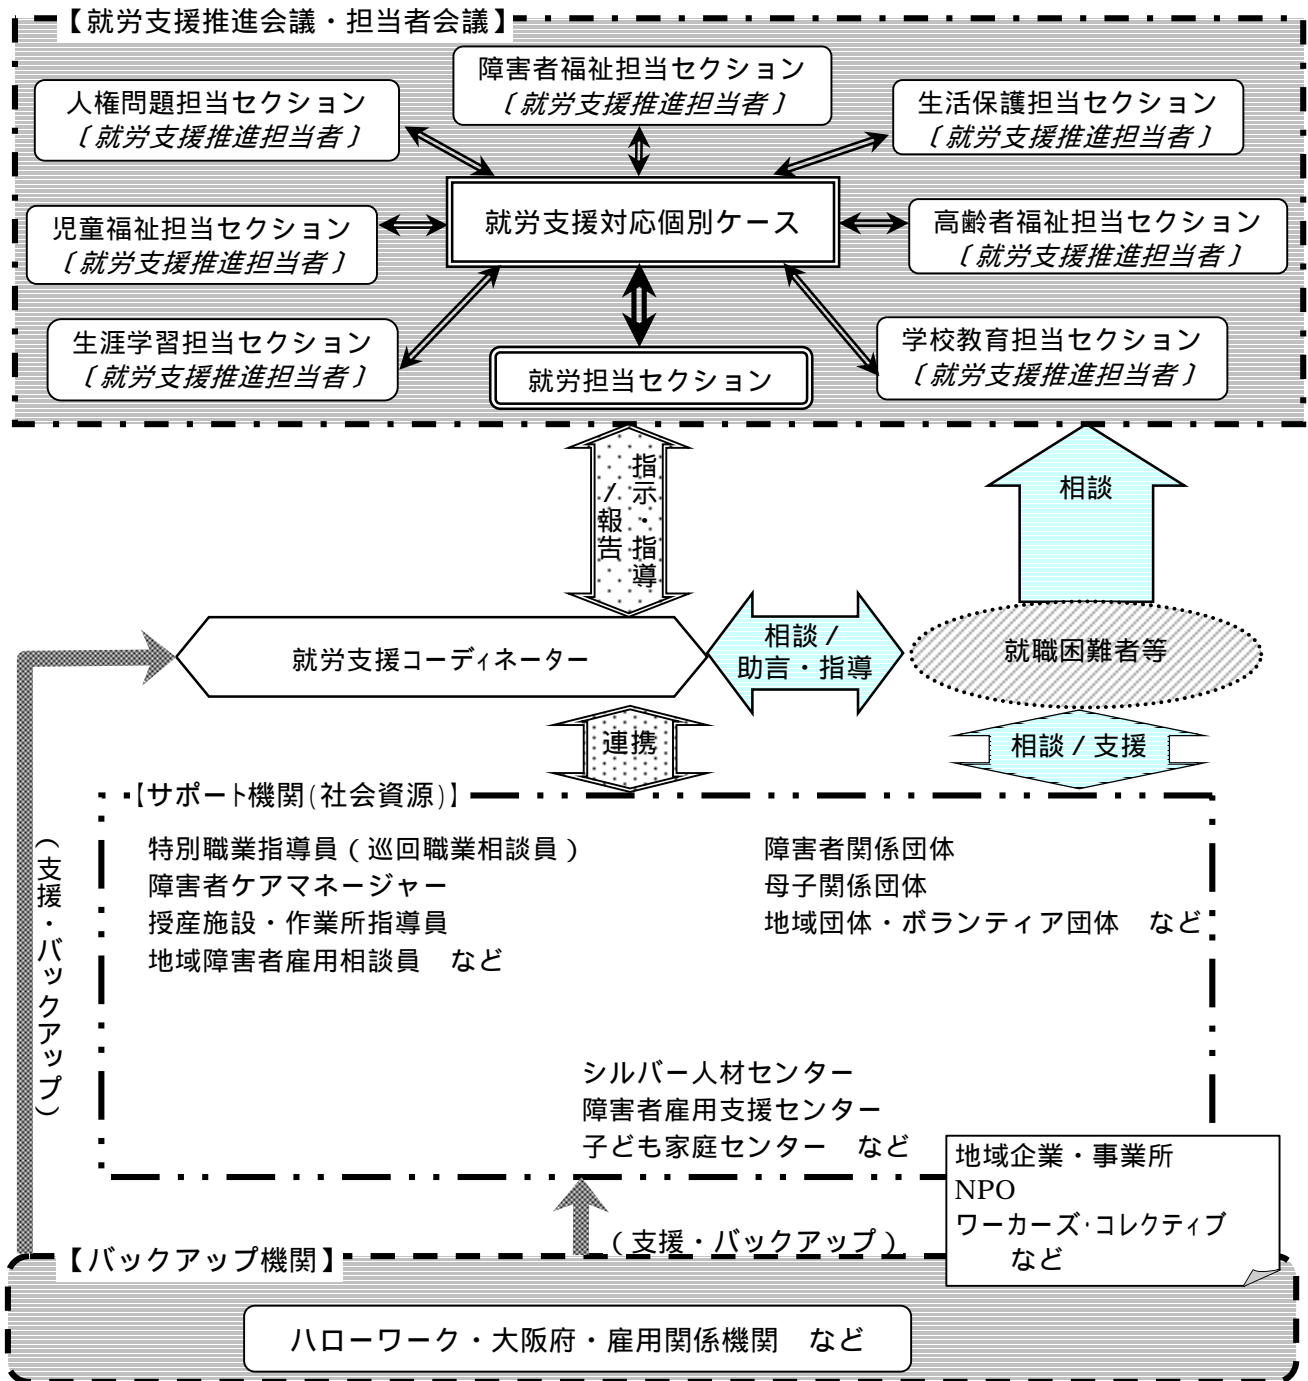 【就労支援推進会議・担当者会議】
障害者福祉担当セクション
〔就労支援推進担当者〕
人権問題担当セクション
〔就労支援推進担当者〕
生活保護担当セクション
〔就労支援推進担当者〕
児童福祉担当セクション
〔就労支援推進担当者〕
就労支援対応個別ケース
高齢者福祉担当セクション
〔就労支援推進担当者〕
生涯学習担当セクション
〔就労支援推進担当者〕
就労担当セクション
学校教育担当セクション
〔就労支援推進担当者〕
指示・指導
/報告
相談
就労支援コーディネーター
相談/
助言・指導
就職困難者等
連携
相談/支援
【サポート機関(社会資源)】
特別職業指導員(巡回職業相談員)
障害者ケアマネージャー
授産施設・作業所指導員
地域障害者雇用相談員　など
障害者関係団体
母子関係団体
地域団体・ボランティア団体　など
(支援・バックアップ)
シルバー人材センター
障害者雇用支援センター
子ども家庭センター　など
地域企業・事業所
NPO
ワーカーズ・コレクティブ
など
(支援・バックアップ)
【バックアップ機関】
ハローワーク・大阪府・雇用関係機関　など